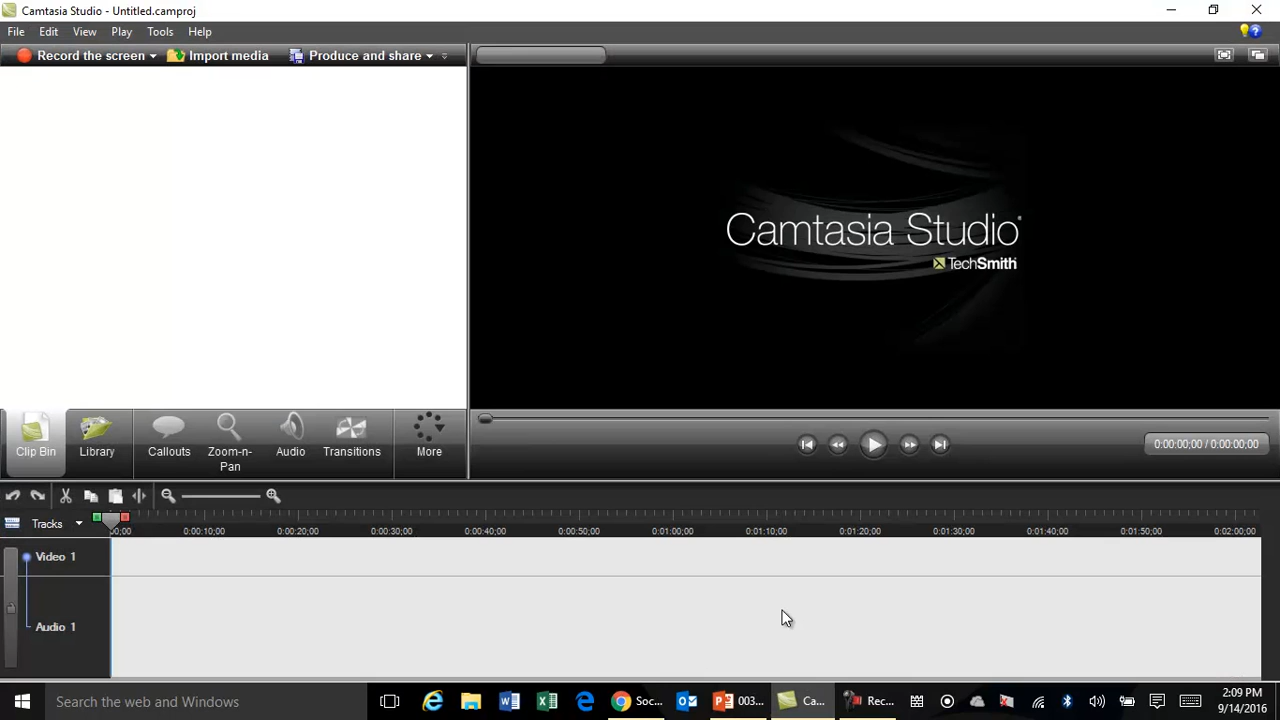 Camtasia Studio - Untitled.camproj
File Edit View Play Tools Help
Record the screen Import media Produce and share
Camtasia Studio®
TechSmith
Clip Bin Library Callouts Zoom-n-Pan Audio Transitions More
0:00:00;00 / 0:00:00;00
Tracks 00;00 0:00:10;00 0:00:20;00 0:00:30;00 0:00:40;00 0:00:50;00 0:01:00;00 0:01:10;00 0:01:20;00 0:01:30;00 0:01:40;00 0:01:50;00 0:02:00;00
Video 1
Audio 1
Search the web and Windows Soc... 003... Ca... Rec... 2:09 PM
9/14/2016